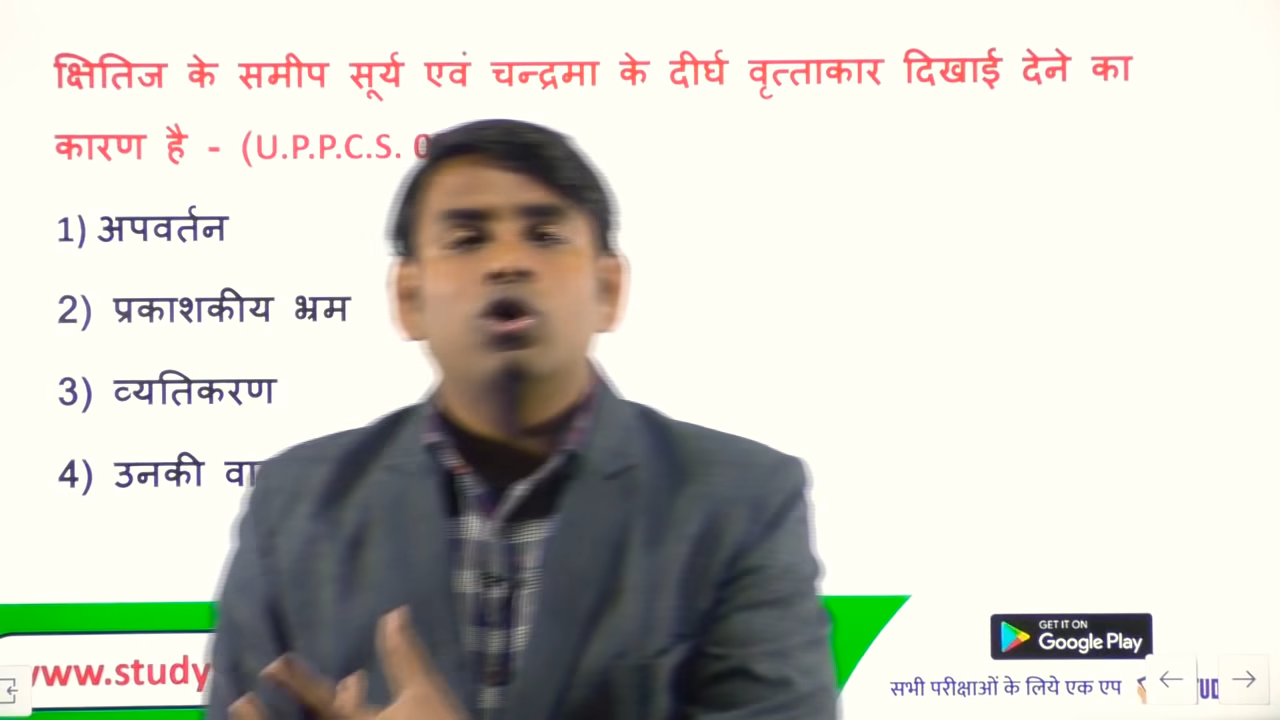 क्षितिज के समीप सूर्य एवं चन्द्रमा के दीर्घ वृत्ताकार दिखाई देने का
कारण है - (U.P.P.C.S.
1) अपवर्तन
2) प्रकाशकीय भ्रम
3) व्यतिकरण
4) उनकी
www.study
GET IT ON
Google Play
सभी परीक्षाओं के लिये एक एप